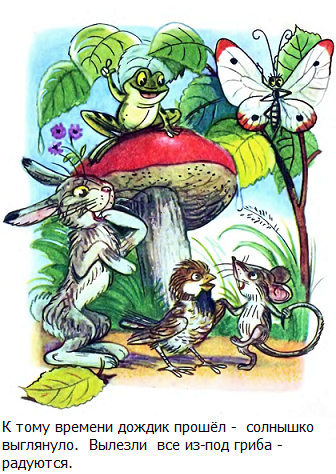 К тому времени дождик прошёл - солнышко
выглянуло. Вылезли все из-под гриба -
радуются.